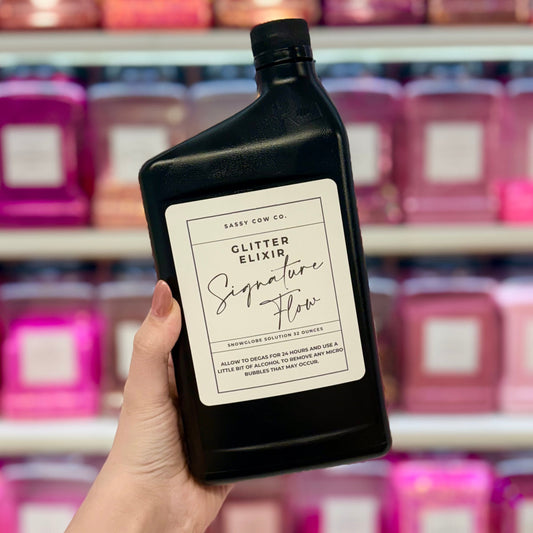 SASSY COW CO.
GLITTER
ELIXIR
Signature
Flow
SNOWGLOBE SOLUTION 32 OUNCES
ALLOW TO DEGAS FOR 24 HOURS AND USE A
LITTLE BIT OF ALCOHOL TO REMOVE ANY MICRO
BUBBLES THAT MAY OCCUR.